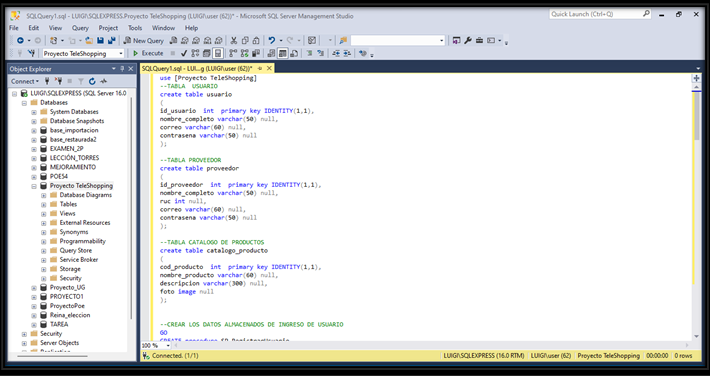 SQLQuery1.sql - LUIGI\SQLEXPRESS.Proyecto TeleShopping (LUIGI\user (62))* - Microsoft SQL Server Management Studio
Quick Launch (Ctrl+Q)
File Edit View Query Project Tools Window Help
New Query
Proyecto TeleShopping
Execute
Object Explorer
Connect
LUIGI\SQLEXPRESS (SQL Server 16.0
Databases
System Databases
Database Snapshots
base_importacion
base_restaurada2
EXAMEN_2P
LECCIÓN_TORRES
MEJORAMIENTO
POE54
Proyecto TeleShopping
Database Diagrams
Tables
Views
External Resources
Synonyms
Programmability
Query Store
Service Broker
Storage
Security
Proyecto_UG
PROYECTO1
ProyectoPoe
Reina_eleccion
TAREA
Security
Server Objects
Replication
SQLQuery1.sql - LU...g (LUIGI\user (62))*
use [Proyecto TeleShopping]
--TABLA USUARIO
create table usuario
(
id_usuario int primary key IDENTITY(1,1),
nombre_completo varchar(50) null,
correo varchar(60) null,
contrasena varchar(50) null
);
--TABLA PROVEEDOR
create table proveedor
(
id_proveedor int primary key IDENTITY(1,1),
nombre_completo varchar(50) null,
ruc int null,
correo varchar(60) null,
contrasena varchar(50) null
);
--TABLA CATALOGO DE PRODUCTOS
create table catalogo_producto
(
cod_producto int primary key IDENTITY(1,1),
nombre_producto varchar(60) null,
descripcion varchar(300) null,
foto image null
);
--CREAR LOS DATOS ALMACENADOS DE INGRESO DE USUARIO
GO
CREATE procedure SP_RegistrarUsuario
100 %
Connected. (1/1)
LUIGI\SQLEXPRESS (16.0 RTM)
LUIGI\user (62)
Proyecto TeleShopping
00:00:00
0 rows